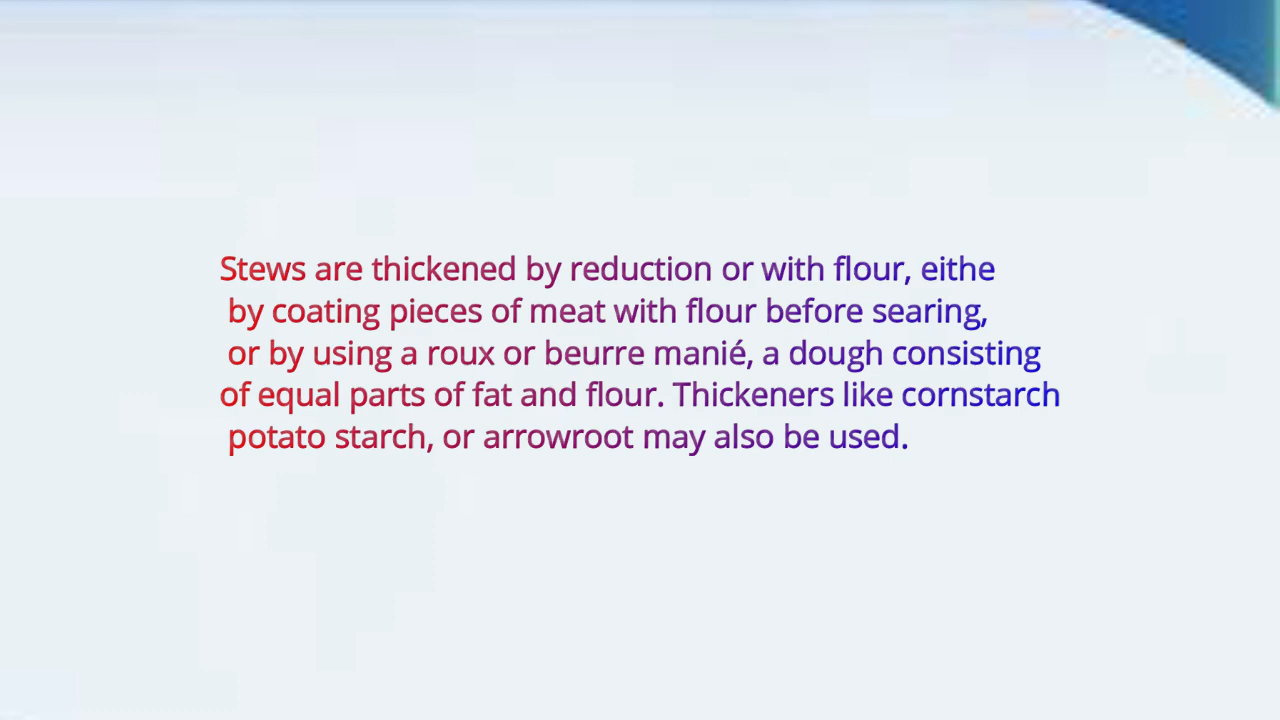 Stews are thickened by reduction or with flour, eithe
by coating pieces of meat with flour before searing,
or by using a roux or beurre manié, a dough consisting
of equal parts of fat and flour. Thickeners like cornstarch
potato starch, or arrowroot may also be used.